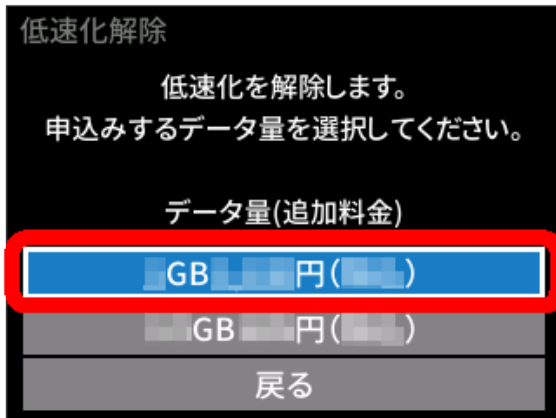 低速化解除
低速化を解除します。
申込みするデータ量を選択してください。
データ量(追加料金)
GB 円( )
GB 円( )
戻る